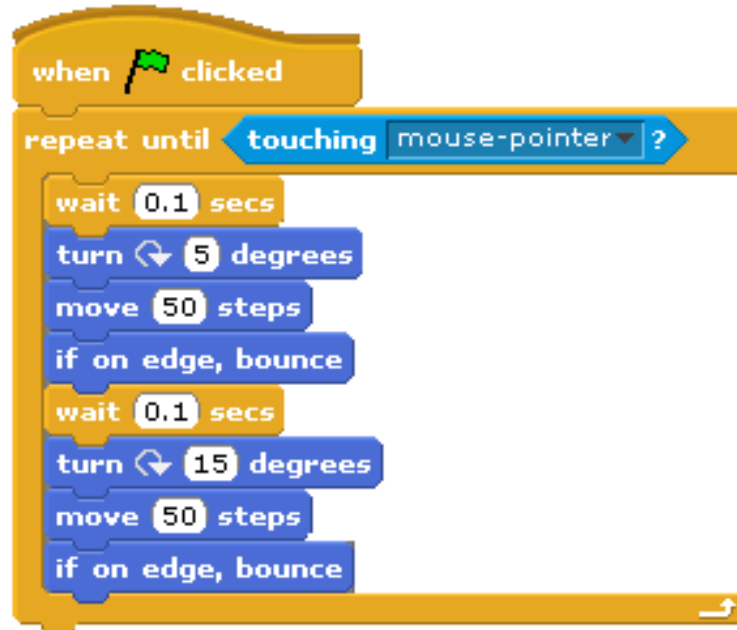 when clicked
repeat until touching mouse-pointer ?
wait 0.1 secs
turn 5 degrees
move 50 steps
if on edge, bounce
wait 0.1 secs
turn 15 degrees
move 50 steps
if on edge, bounce